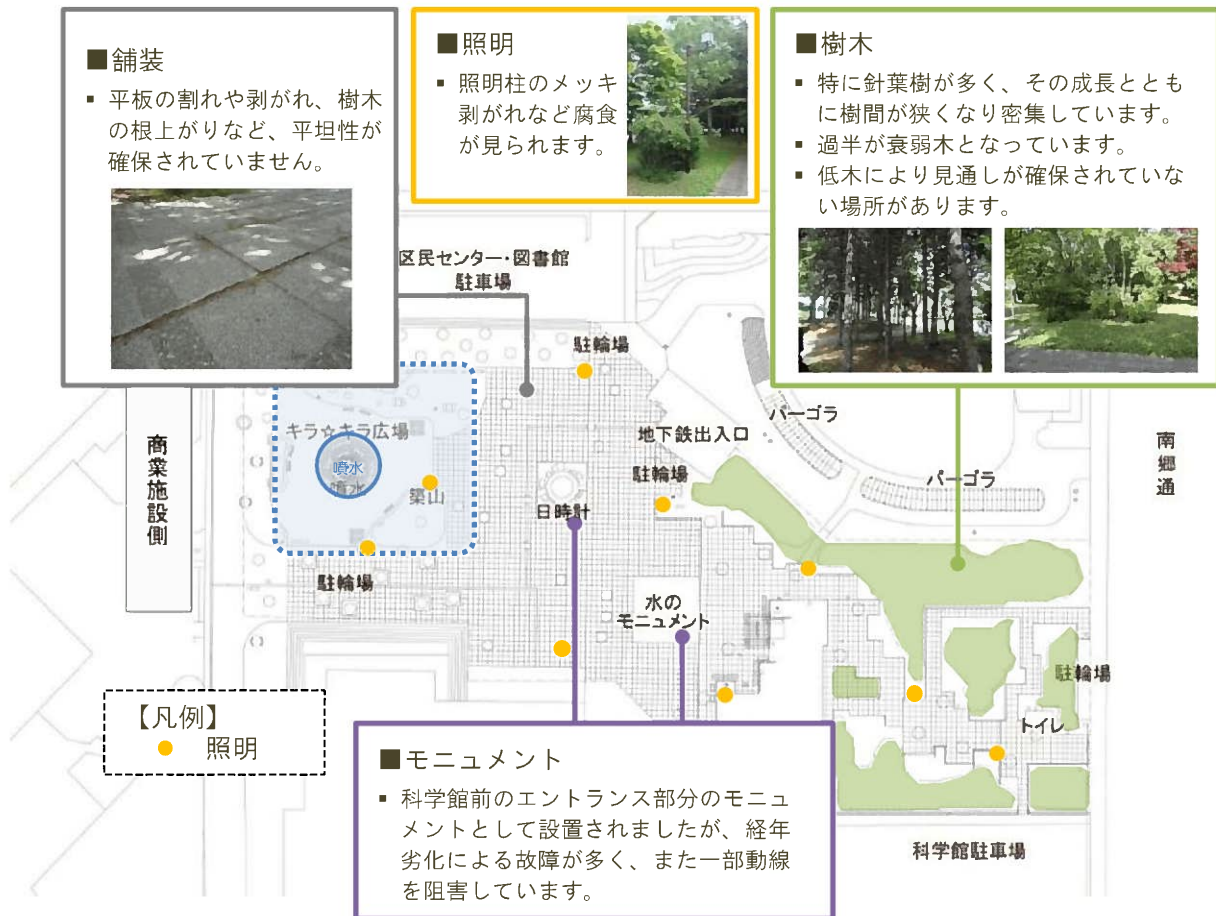 ■舗装
▪ 平板の割れや剥がれ、樹木
の根上がりなど、平坦性が
確保されていません。
■照明
▪ 照明柱のメッキ
剥がれなど腐食
が見られます。
■樹木
▪ 特に針葉樹が多く、その成長ととも
に樹間が狭くなり密集しています。
▪ 過半が衰弱木となっています。
▪ 低木により見通しが確保されていな
い場所があります。
区民センター・図書館
駐車場
駐輪場
パーゴラ
地下鉄出入口
キラ☆キラ広場
噴水
噴水
築山
駐輪場
パーゴラ
日時計
商業施設側
南郷通
駐輪場
水の
モニュメント
駐輪場
トイレ
【凡例】
照明
■モニュメント
▪ 科学館前のエントランス部分のモニュ
メントとして設置されましたが、経年
劣化による故障が多く、また一部動線
を阻害しています。
科学館駐車場